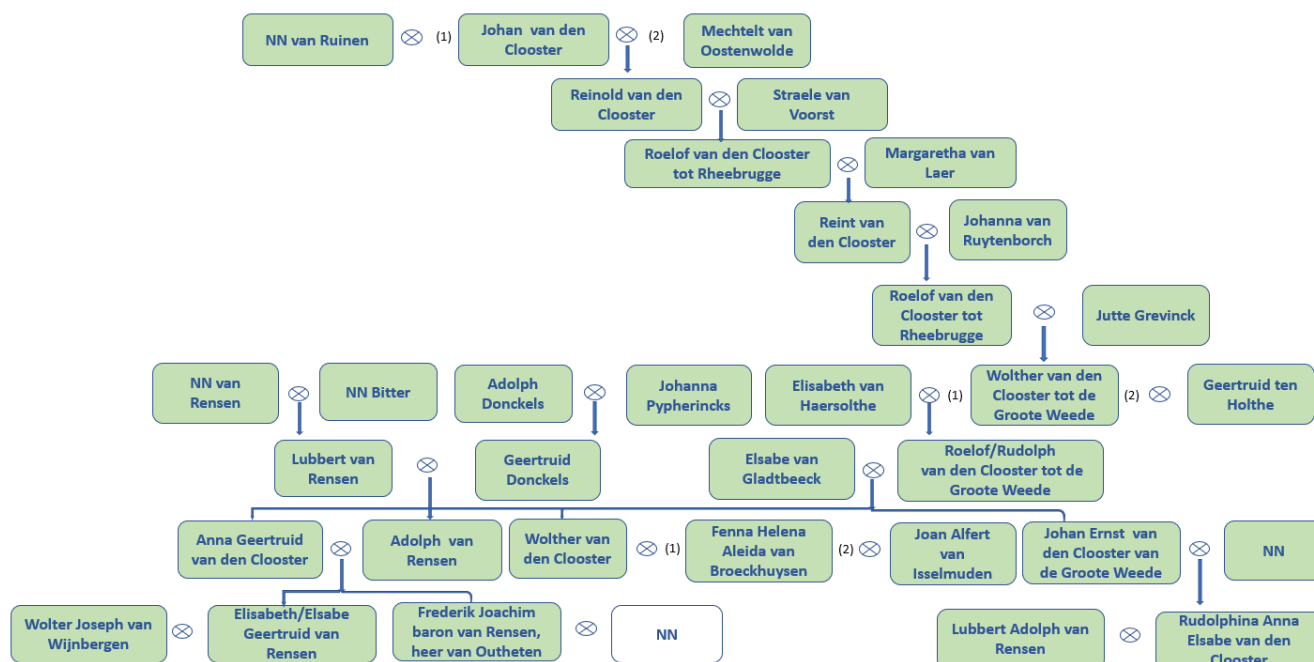 NN van Ruinen
(1)
Johan van den
Clooster
(2)
Mechtelt van
Oostenwolde
Reinold van den
Clooster
Straele van
Voorst
Roelof van den Clooster
tot Rheebrugge
Margaretha van
Laer
Reint van
den Clooster
Johanna van
Ruytenborch
Roelof van den
Clooster tot
Rheebrugge
Jutte Grevinck
NN van
Rensen
NN Bitter
Adolph
Donckels
Johanna
Pypherincks
Elisabeth van
Haersolthe
(1)
Wolther van den
Clooster tot de
Groote Weede
(2)
Geertruid ten
Holthe
Lubbert van
Rensen
Geertruid
Donckels
Elsabe van
Gladtbeeck
Roelof/Rudolph
van den Clooster tot de
Groote Weede
Anna Geertruid
van den Clooster
Adolph van
Rensen
Wolther van
den Clooster
(1)
Fenna Helena
Aleida van
Broeckhuysen
(2)
Joan Alfert
van
Isselmuden
Johan Ernst van
den Clooster van
de Groote Weede
NN
Wolter Joseph van
Wijnbergen
Elisabeth/Elsabe
Geertruid van
Rensen
Frederik Joachim
baron van Rensen,
heer van Outheten
NN
Lubbert Adolph van
Rensen
Rudolphina Anna
Elsabe van den
Clooster